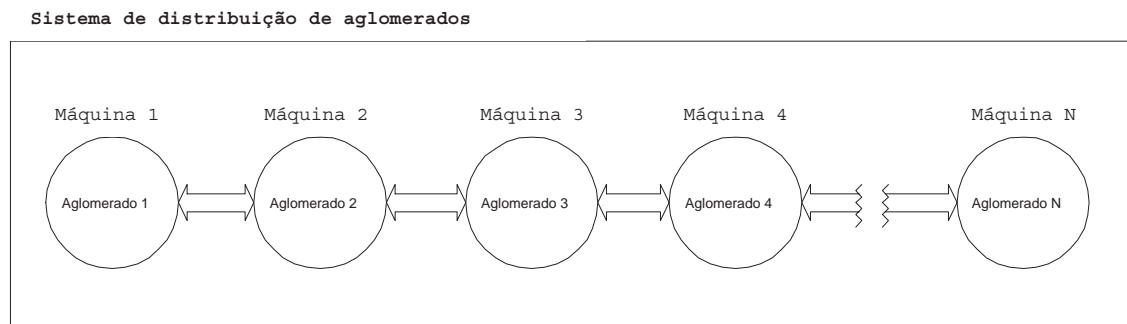 Sistema de distribuição de aglomerados
Máquina 1 Máquina 2 Máquina 3 Máquina 4 Máquina N
Aglomerado 1 Aglomerado 2 Aglomerado 3 Aglomerado 4 Aglomerado N